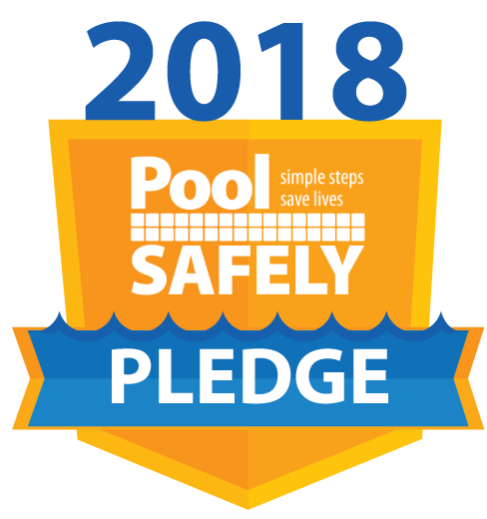 2018
Pool
simple steps
save lives
SAFELY
PLEDGE